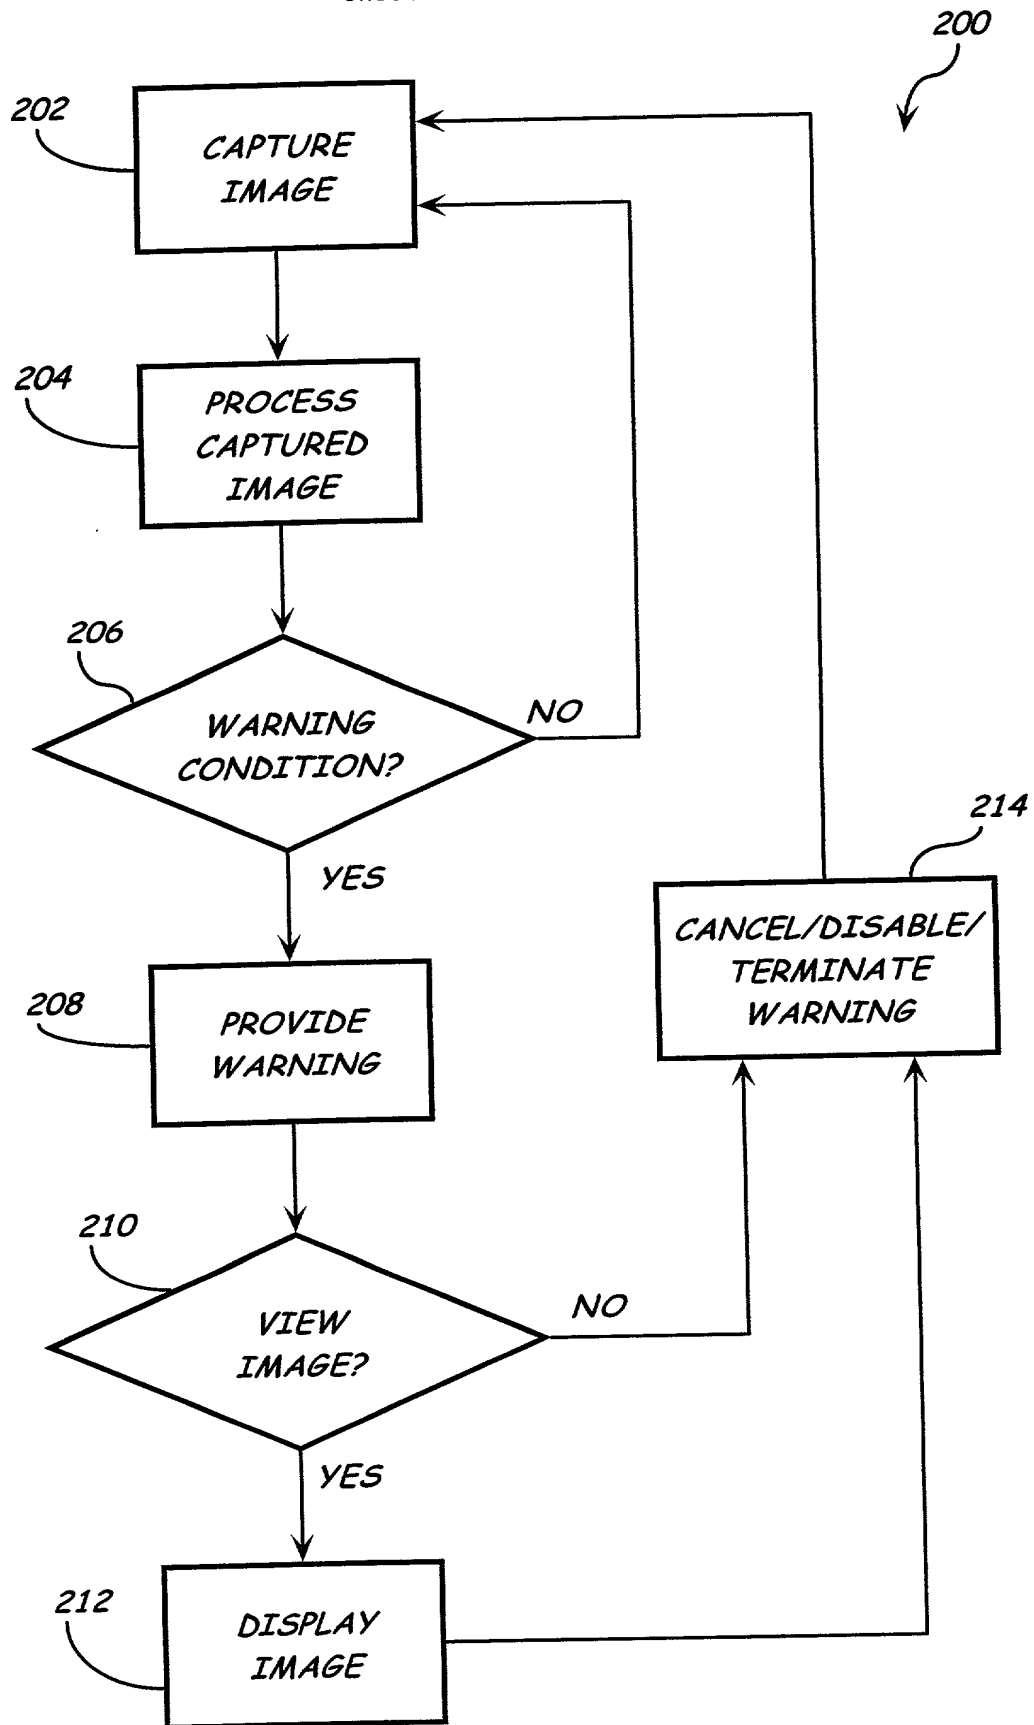 200
202
CAPTURE
IMAGE
204
PROCESS
CAPTURED
IMAGE
206
WARNING
CONDITION?
NO
YES
214
CANCEL/DISABLE/
TERMINATE
WARNING
208
PROVIDE
WARNING
210
VIEW
IMAGE?
NO
YES
212
DISPLAY
IMAGE